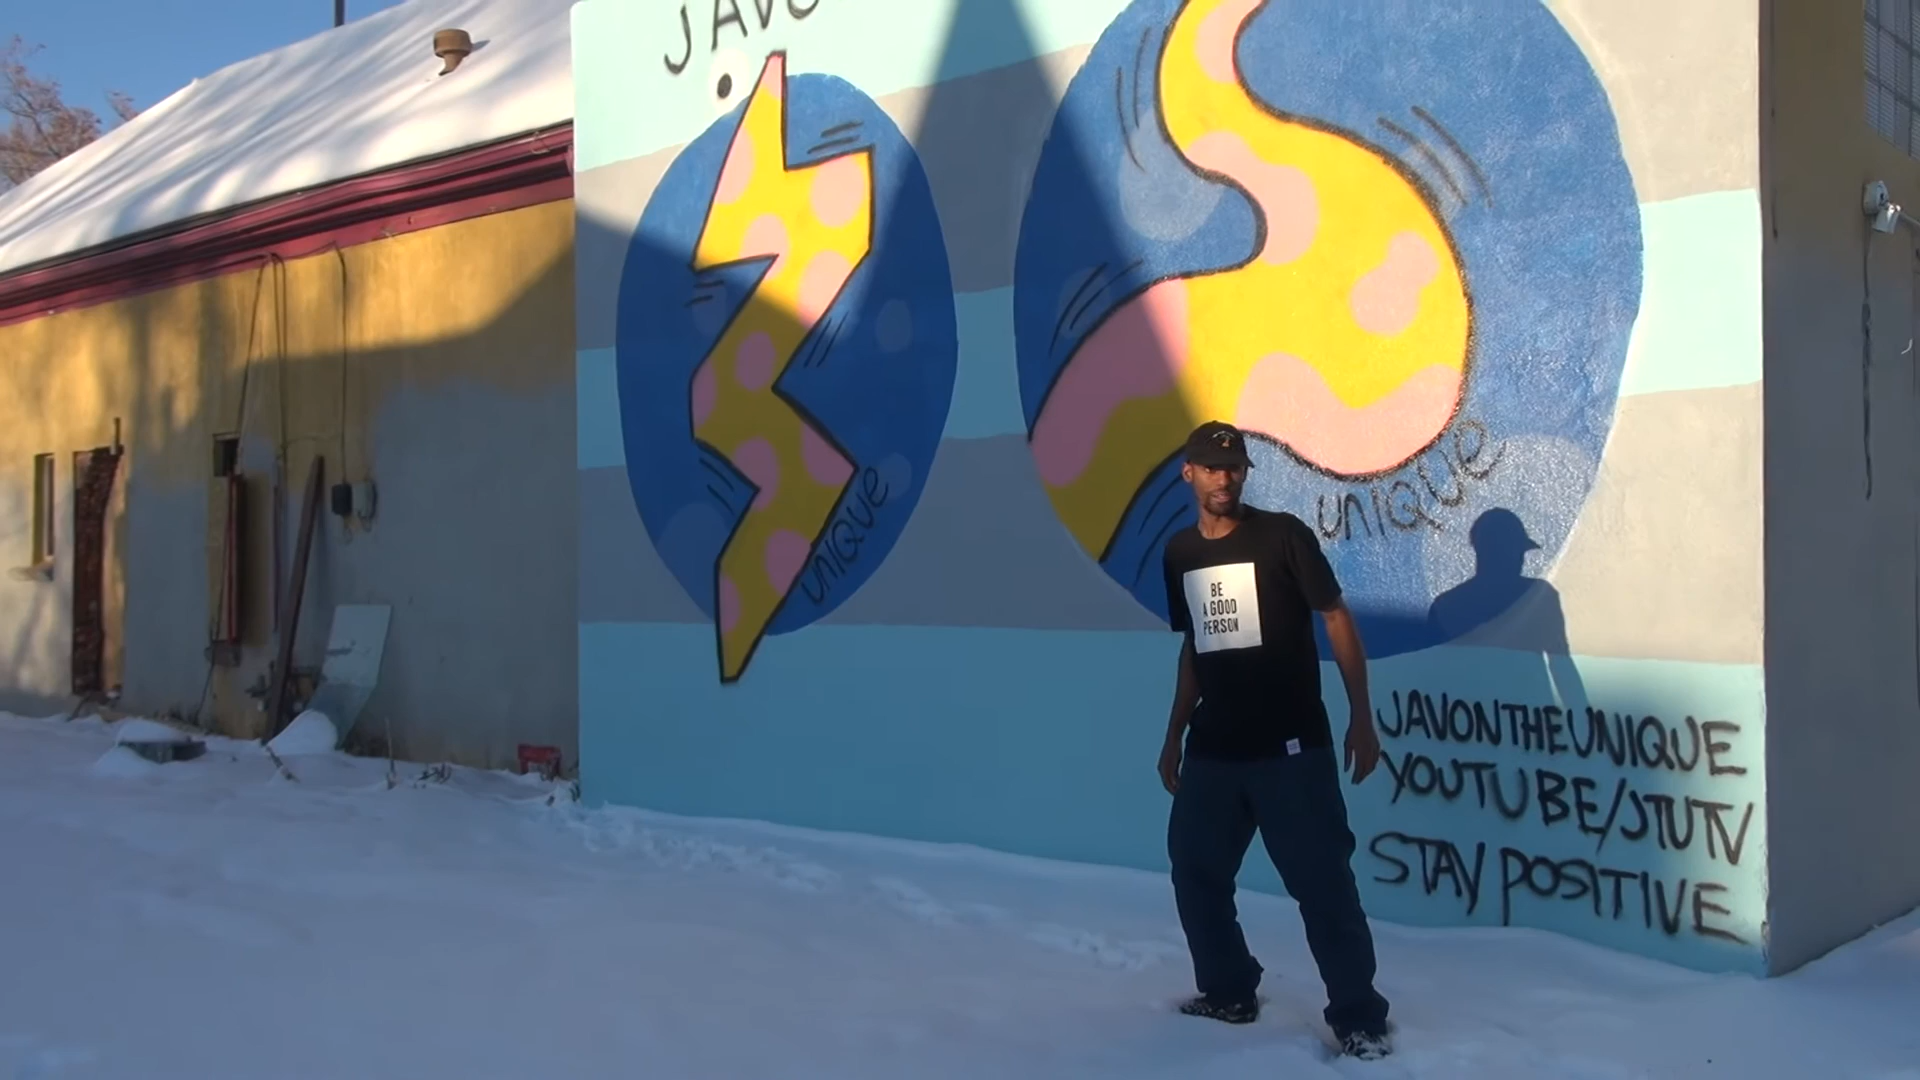 UNIQUE
UNIQUE
BE
A GOOD
PERSON
JAVONTHEUNIQUE
YOUTUBE/JTUTV
STAY POSITIVE